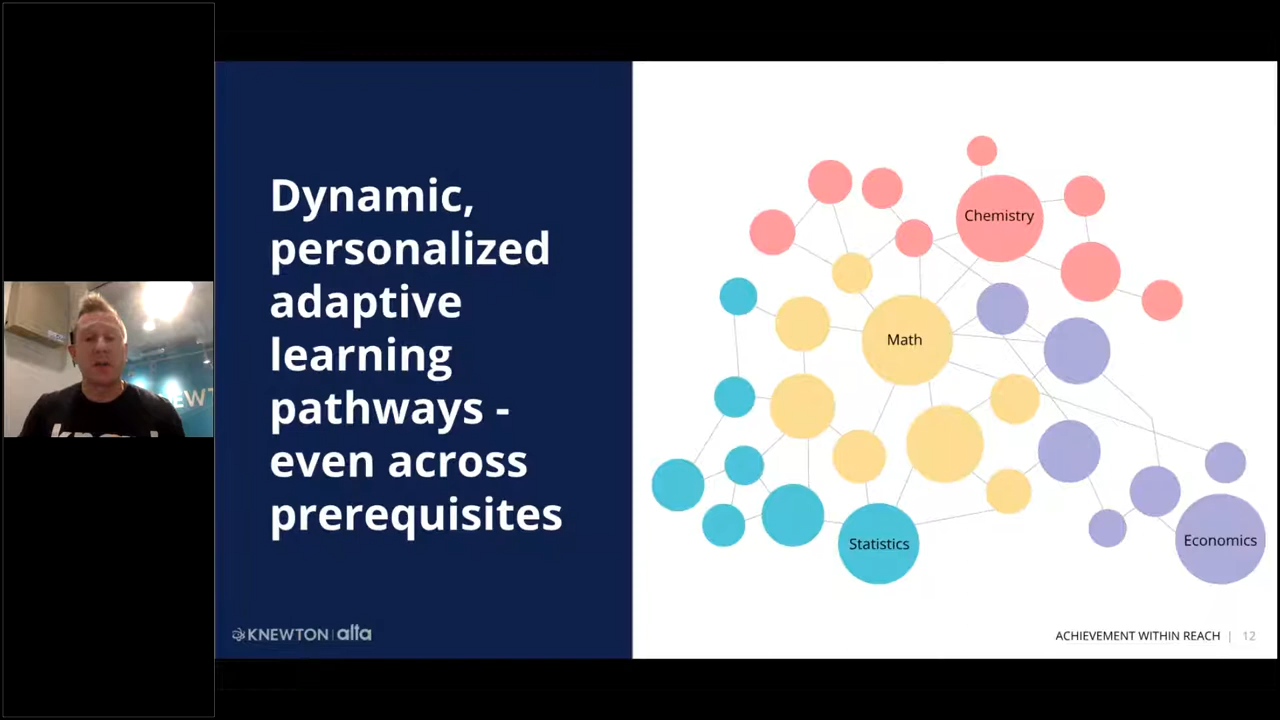 Dynamic,
personalized
adaptive
learning
pathways -
even across
prerequisites
Chemistry
Math
Statistics
Economics
KNEWTON | alta
ACHIEVEMENT WITHIN REACH | 12